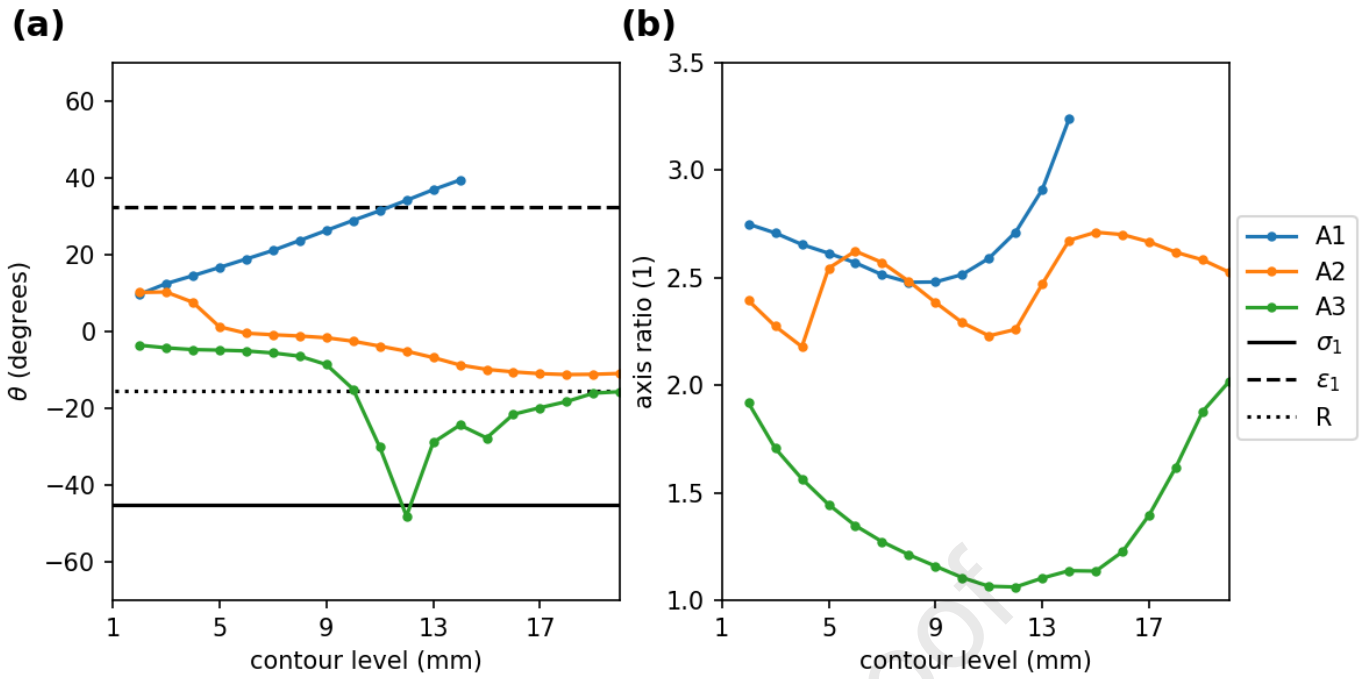 (a)
(b)
60
40
20
0
−20
−40
−60
θ (degrees)
1
5
9
13
17
contour level (mm)
3.5
3.0
2.5
2.0
1.5
1.0
axis ratio (1)
1
5
9
13
17
contour level (mm)
A1
A2
A3
σ₁
ε₁
R
oof